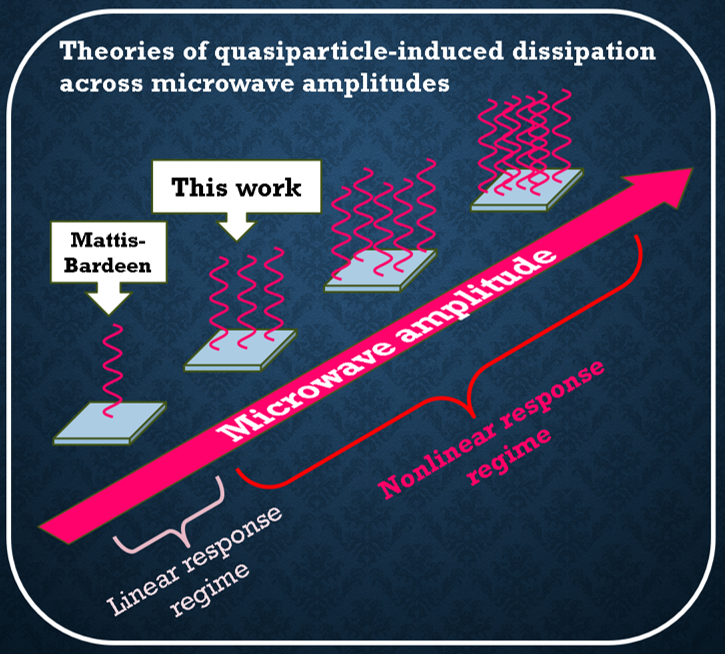 Theories of quasiparticle-induced dissipation
across microwave amplitudes
This work
Mattis-
Bardeen
Microwave amplitude
Nonlinear response
regime
Linear response
regime